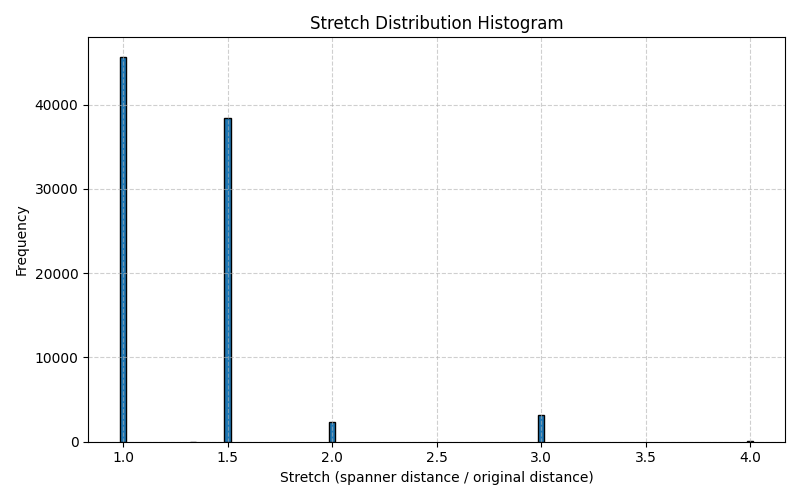 Stretch Distribution Histogram
Frequency
40000
30000
20000
10000
0
1.0 1.5 2.0 2.5 3.0 3.5 4.0
Stretch (spanner distance / original distance)